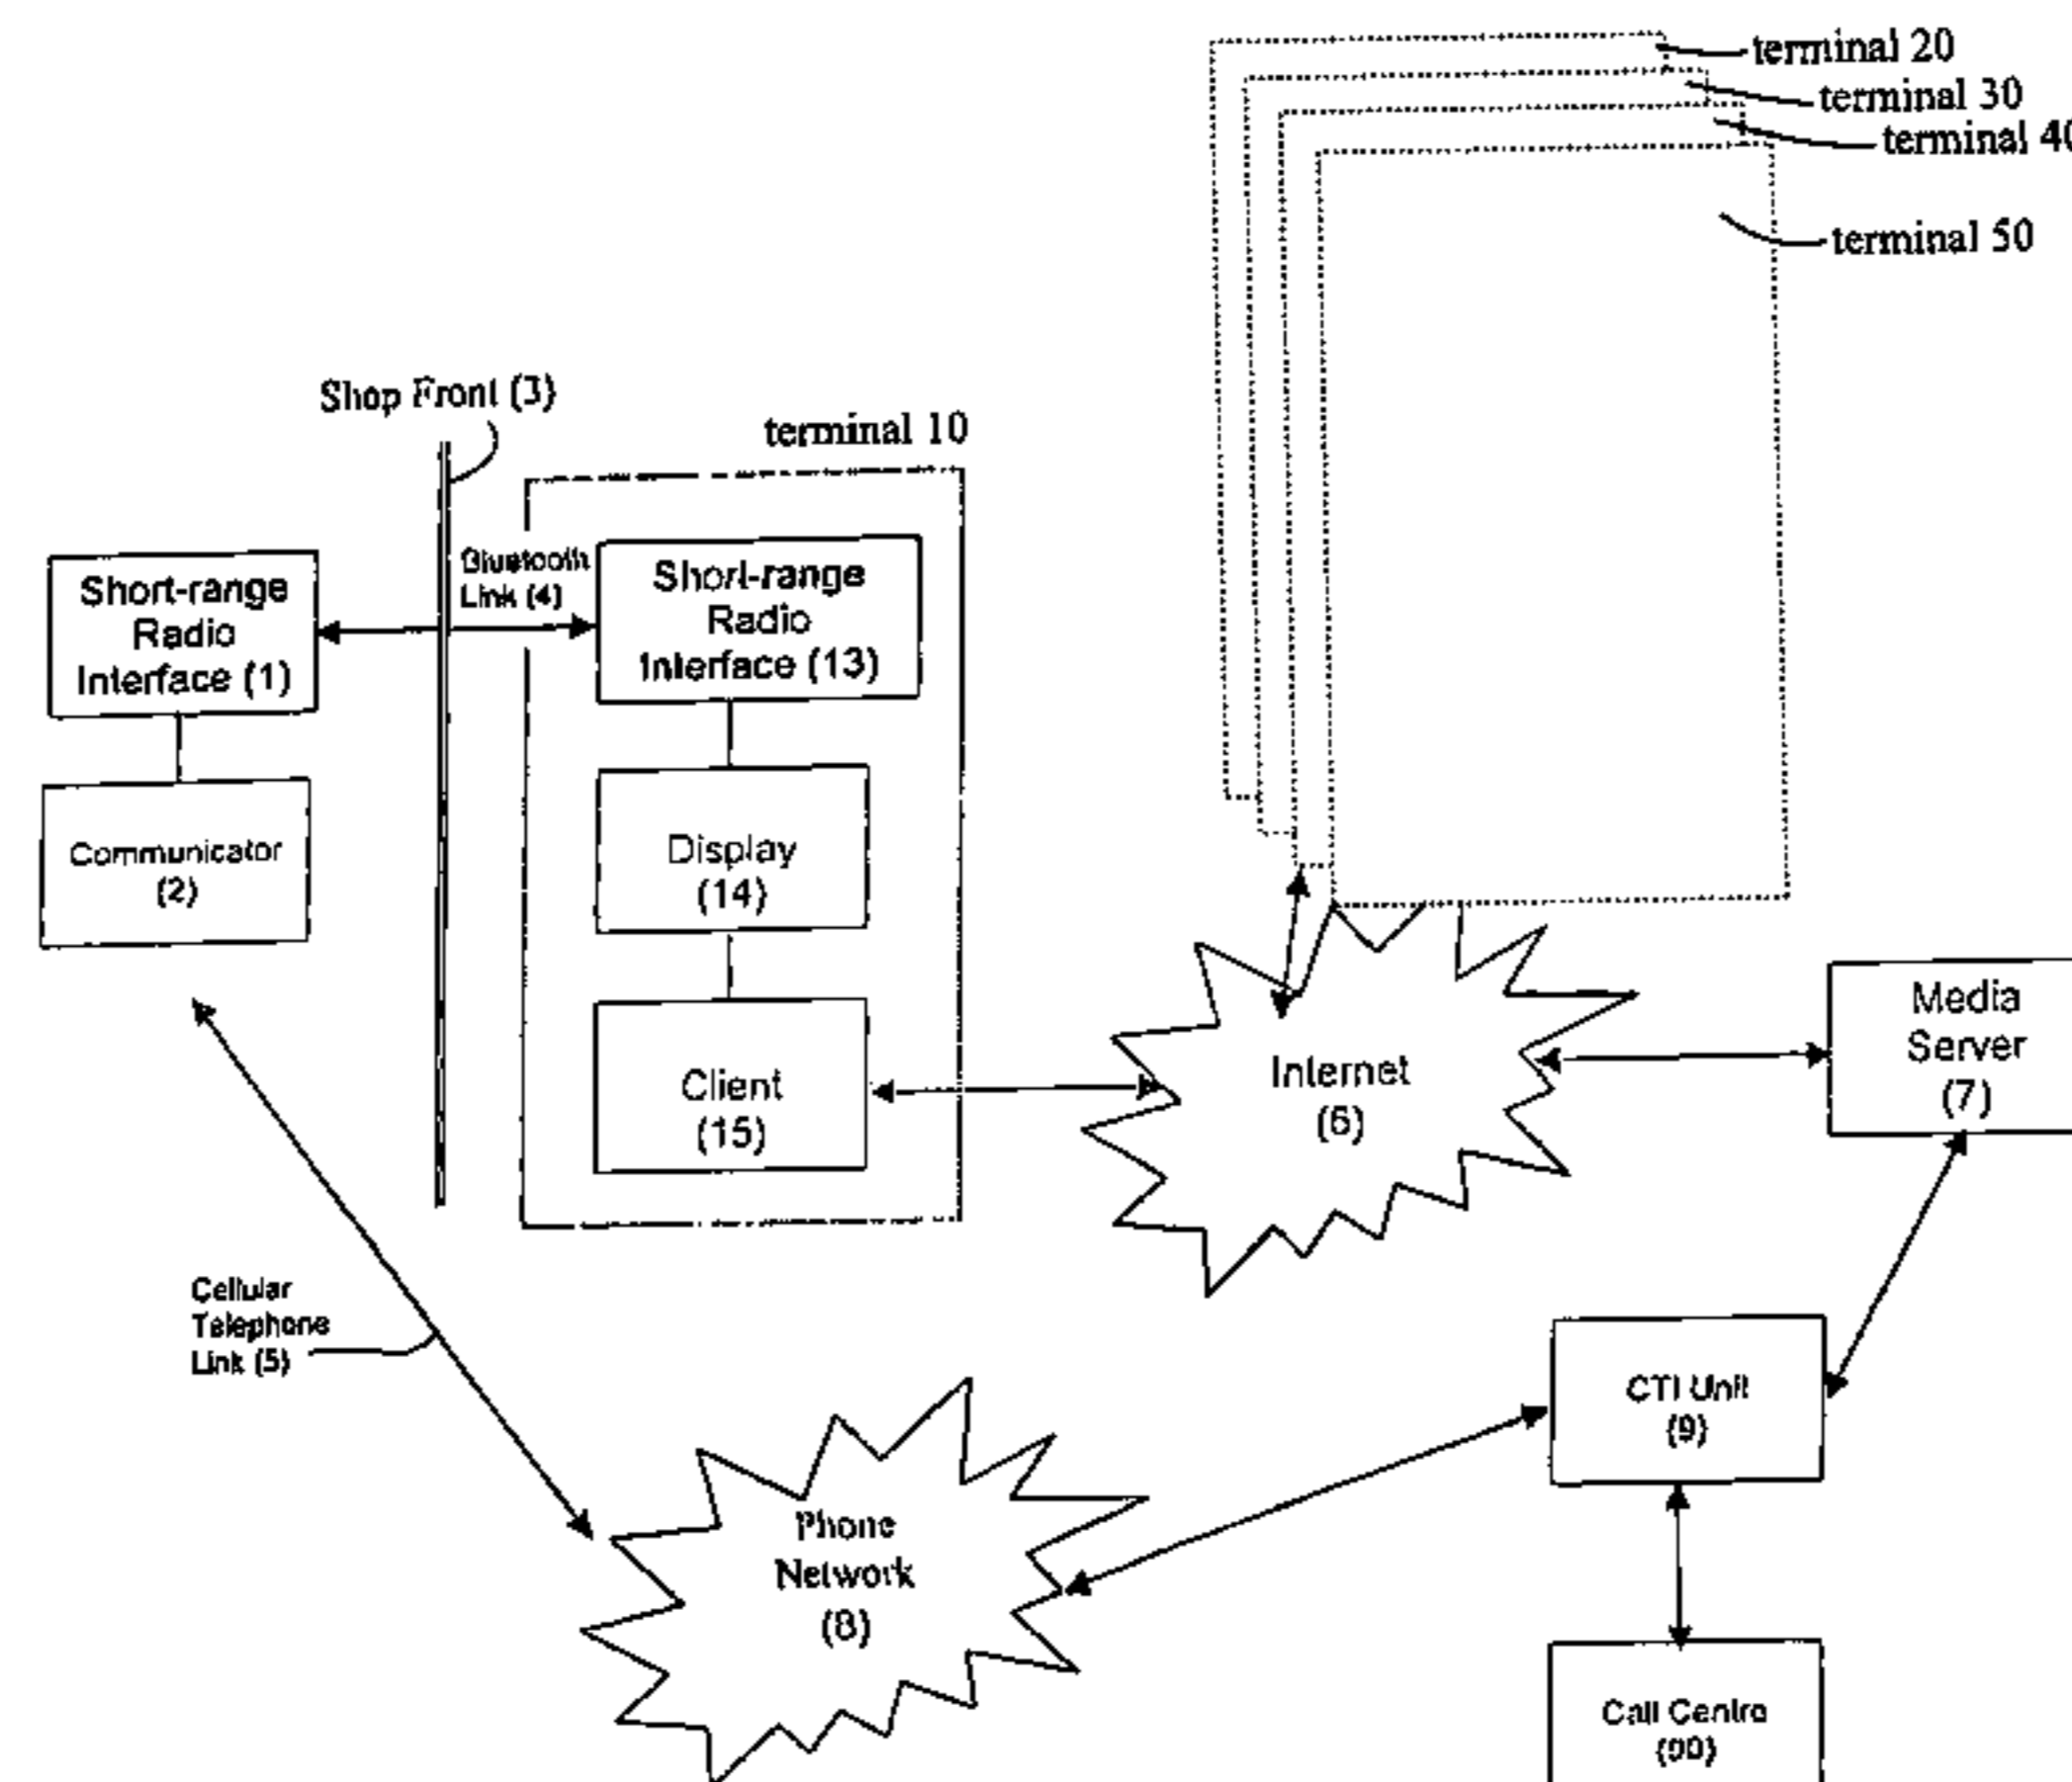 terminal 20
terminal 30
terminal 40
terminal 50
Shop Front (3)
terminal 10
Short-range
Radio
Interface (1)
Bluetooth
Link (4)
Short-range
Radio
Interface (13)
Communicator
(2)
Display
(14)
Client
(15)
Internet
(6)
Media
Server
(7)
Cellular
Telephone
Link (5)
CTI Unit
(9)
Phone
Network
(8)
Call Centre
(90)